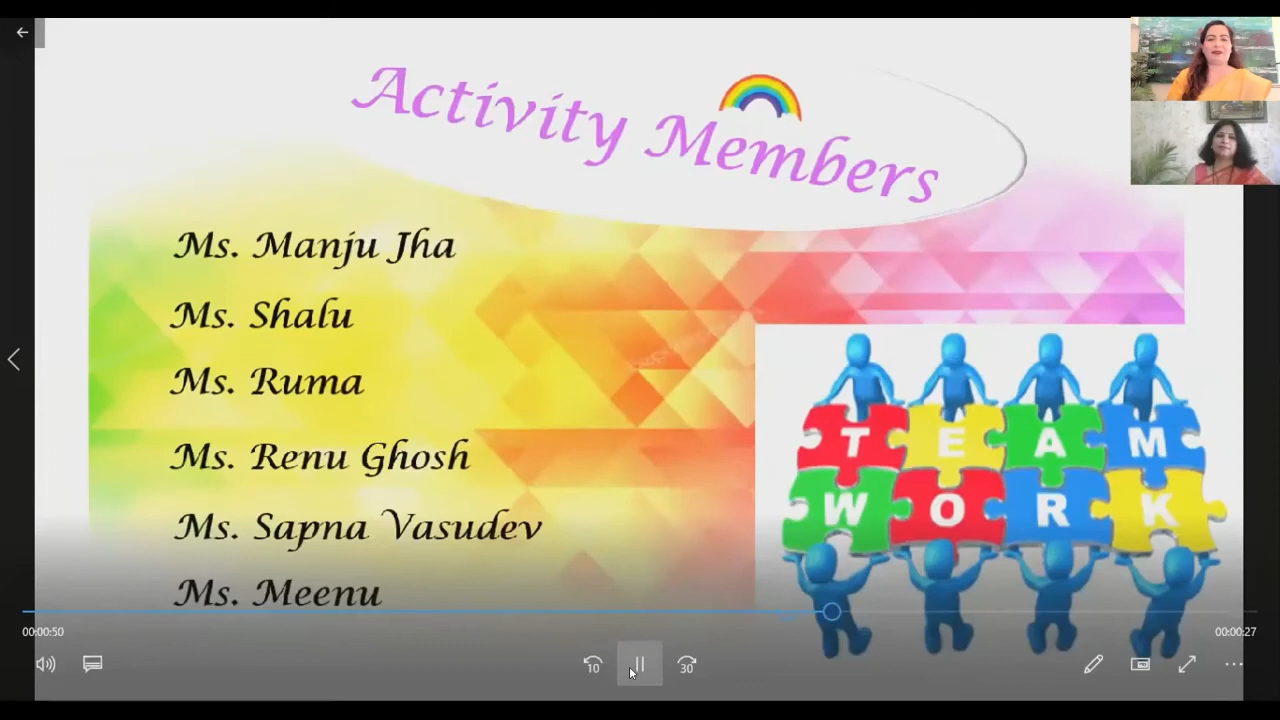 Activity Members
Ms. Manju Jha
Ms. Shalu
Ms. Ruma
Ms. Renu Ghosh
Ms. Sapna Vasudev
Ms. Meenu
TEAM
WORK
00:00:50
00:00:27
10
30